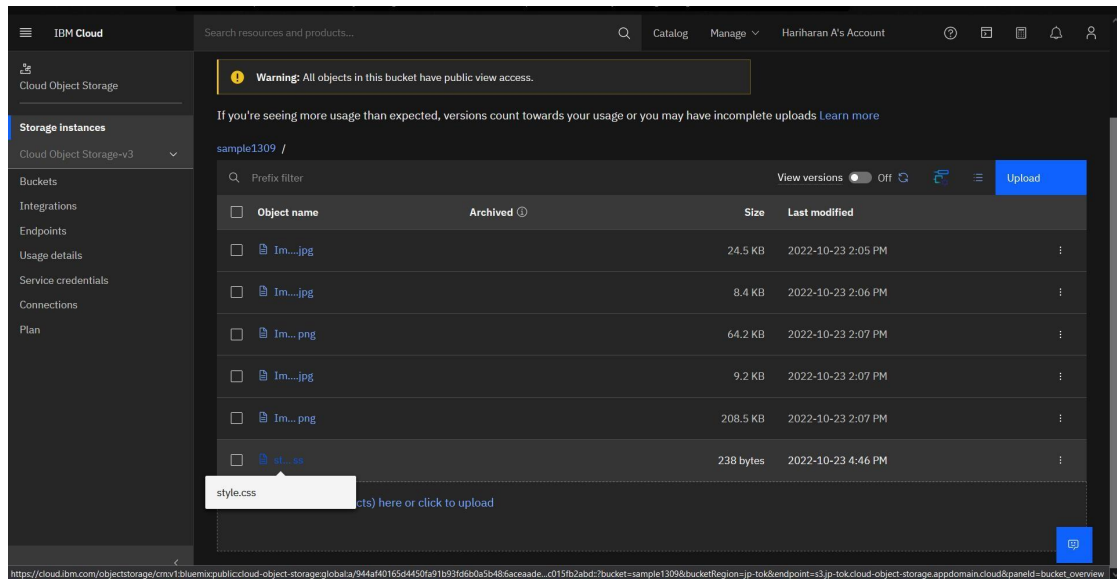 IBM Cloud
Search resources and products...
Catalog
Manage
Hariharan A's Account
Cloud Object Storage
Storage instances
Cloud Object Storage-v3
Buckets
Integrations
Endpoints
Usage details
Service credentials
Connections
Plan
Warning: All objects in this bucket have public view access.
If you're seeing more usage than expected, versions count towards your usage or you may have incomplete uploads Learn more
sample1309 /
Prefix filter
View versions Off
Upload
Object name Archived Size Last modified
Im....jpg 24.5 KB 2022-10-23 2:05 PM
Im....jpg 8.4 KB 2022-10-23 2:06 PM
Im... png 64.2 KB 2022-10-23 2:07 PM
Im....jpg 9.2 KB 2022-10-23 2:07 PM
Im... png 208.5 KB 2022-10-23 2:07 PM
st... ss 238 bytes 2022-10-23 4:46 PM
style.css
cts) here or click to upload
https://cloud.ibm.com/objectstorage/crn:v1:bluemix:public:cloud-object-storage:global:a/944af40165d4450fa91b93fd6b0a5b48:6aceaade...c015fb2abd::?bucket=sample1309&bucketRegion=jp-tok&endpoint=s3.jp-tok.cloud-object-storage.appdomain.cloud&paneId=bucket_overview